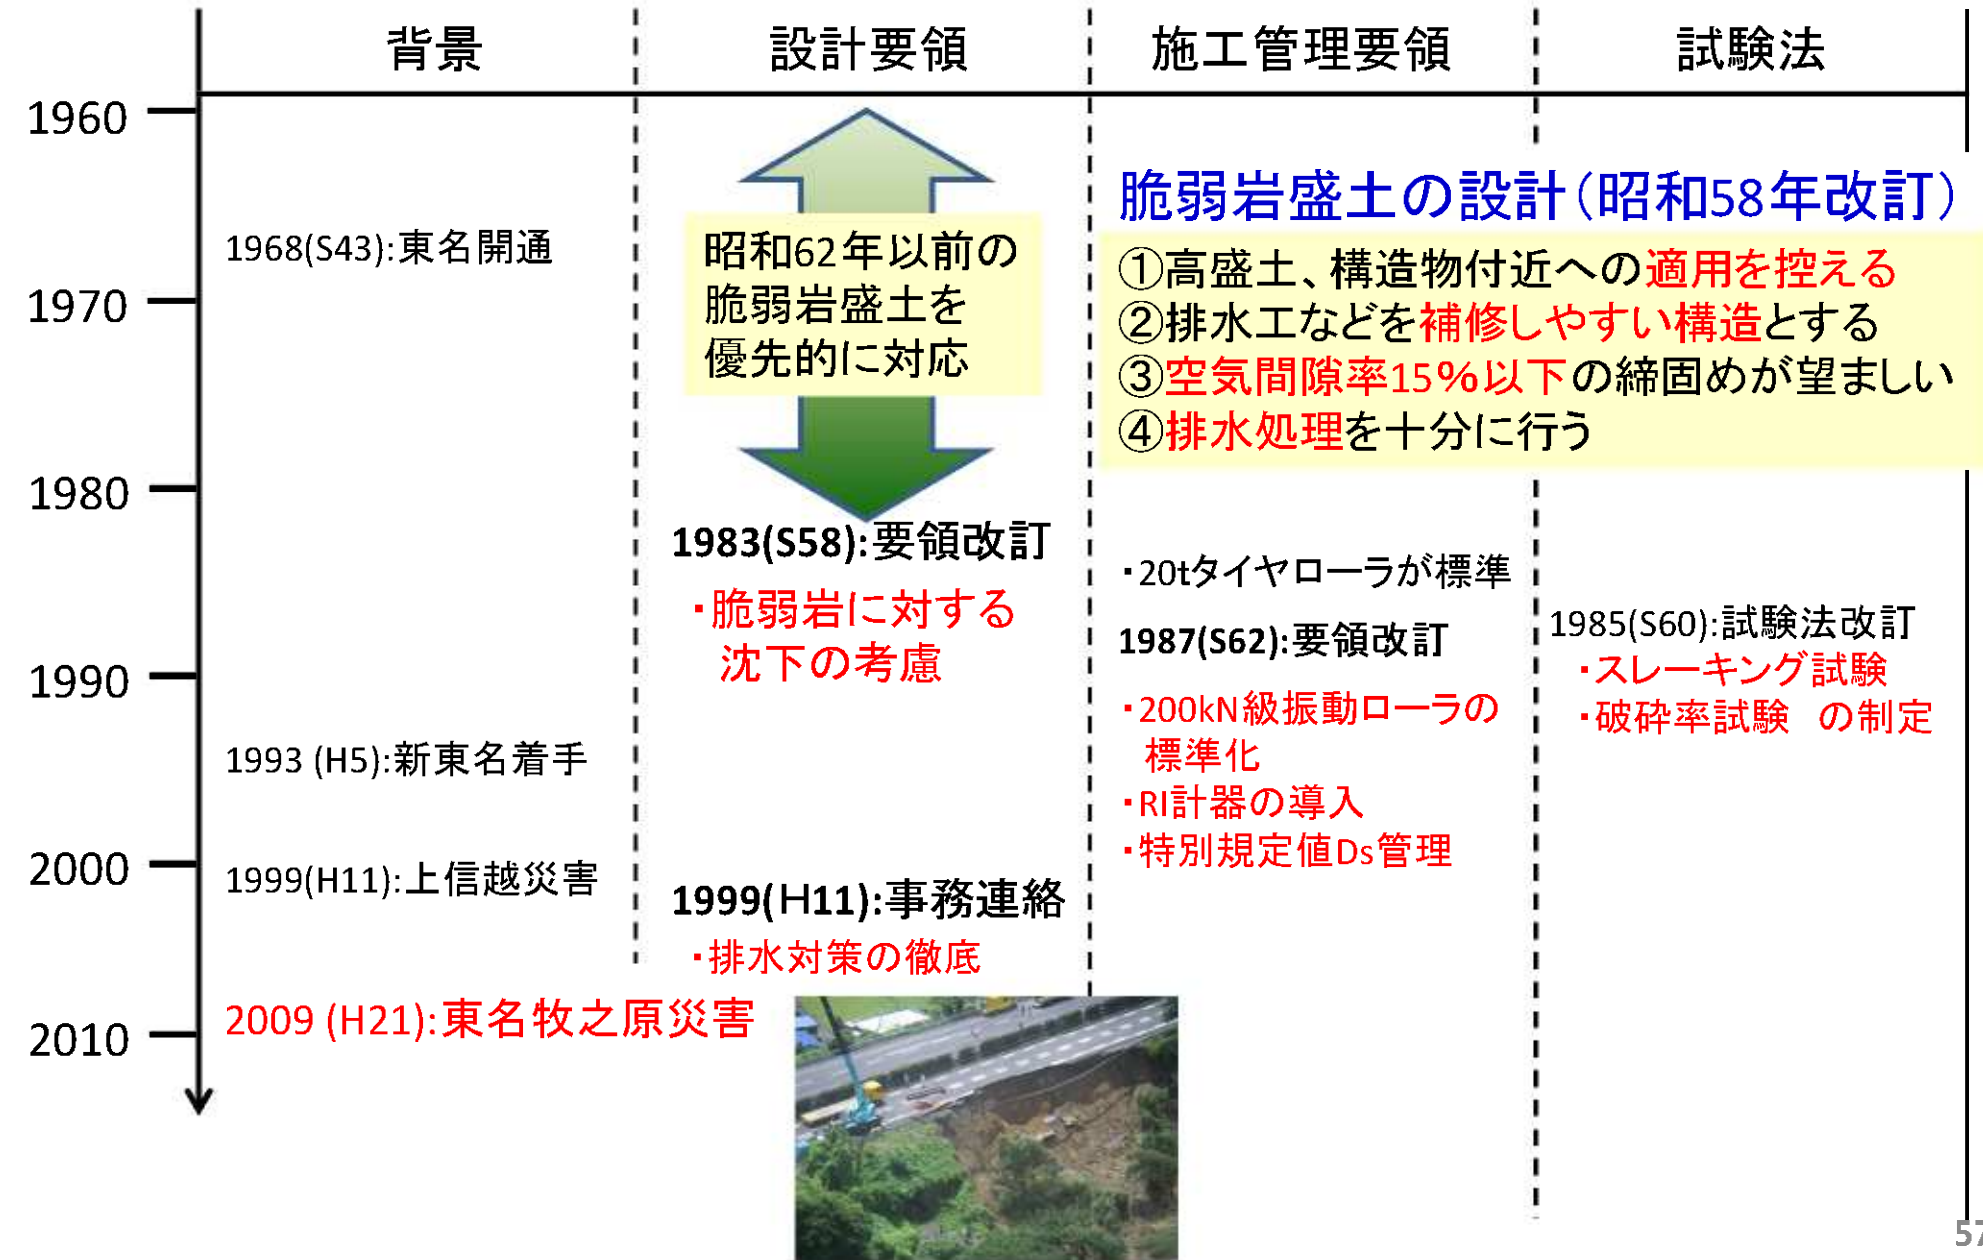 背景
設計要領
施工管理要領
試験法
1960
1970
1980
1990
2000
2010
1968(S43):東名開通
1993 (H5):新東名着手
1999(H11):上信越災害
2009 (H21):東名牧之原災害
昭和62年以前の
脆弱岩盛土を
優先的に対応
1983(S58):要領改訂
・脆弱岩に対する
沈下の考慮
1999(H11):事務連絡
・排水対策の徹底
脆弱岩盛土の設計(昭和58年改訂)
①高盛土、構造物付近への適用を控える
②排水工などを補修しやすい構造とする
③空気間隙率15%以下の締固めが望ましい
④排水処理を十分に行う
・20tタイヤローラが標準
1987(S62):要領改訂
・200kN級振動ローラの
標準化
・RI計器の導入
・特別規定値Ds管理
1985(S60):試験法改訂
・スレーキング試験
・破砕率試験 の制定
57